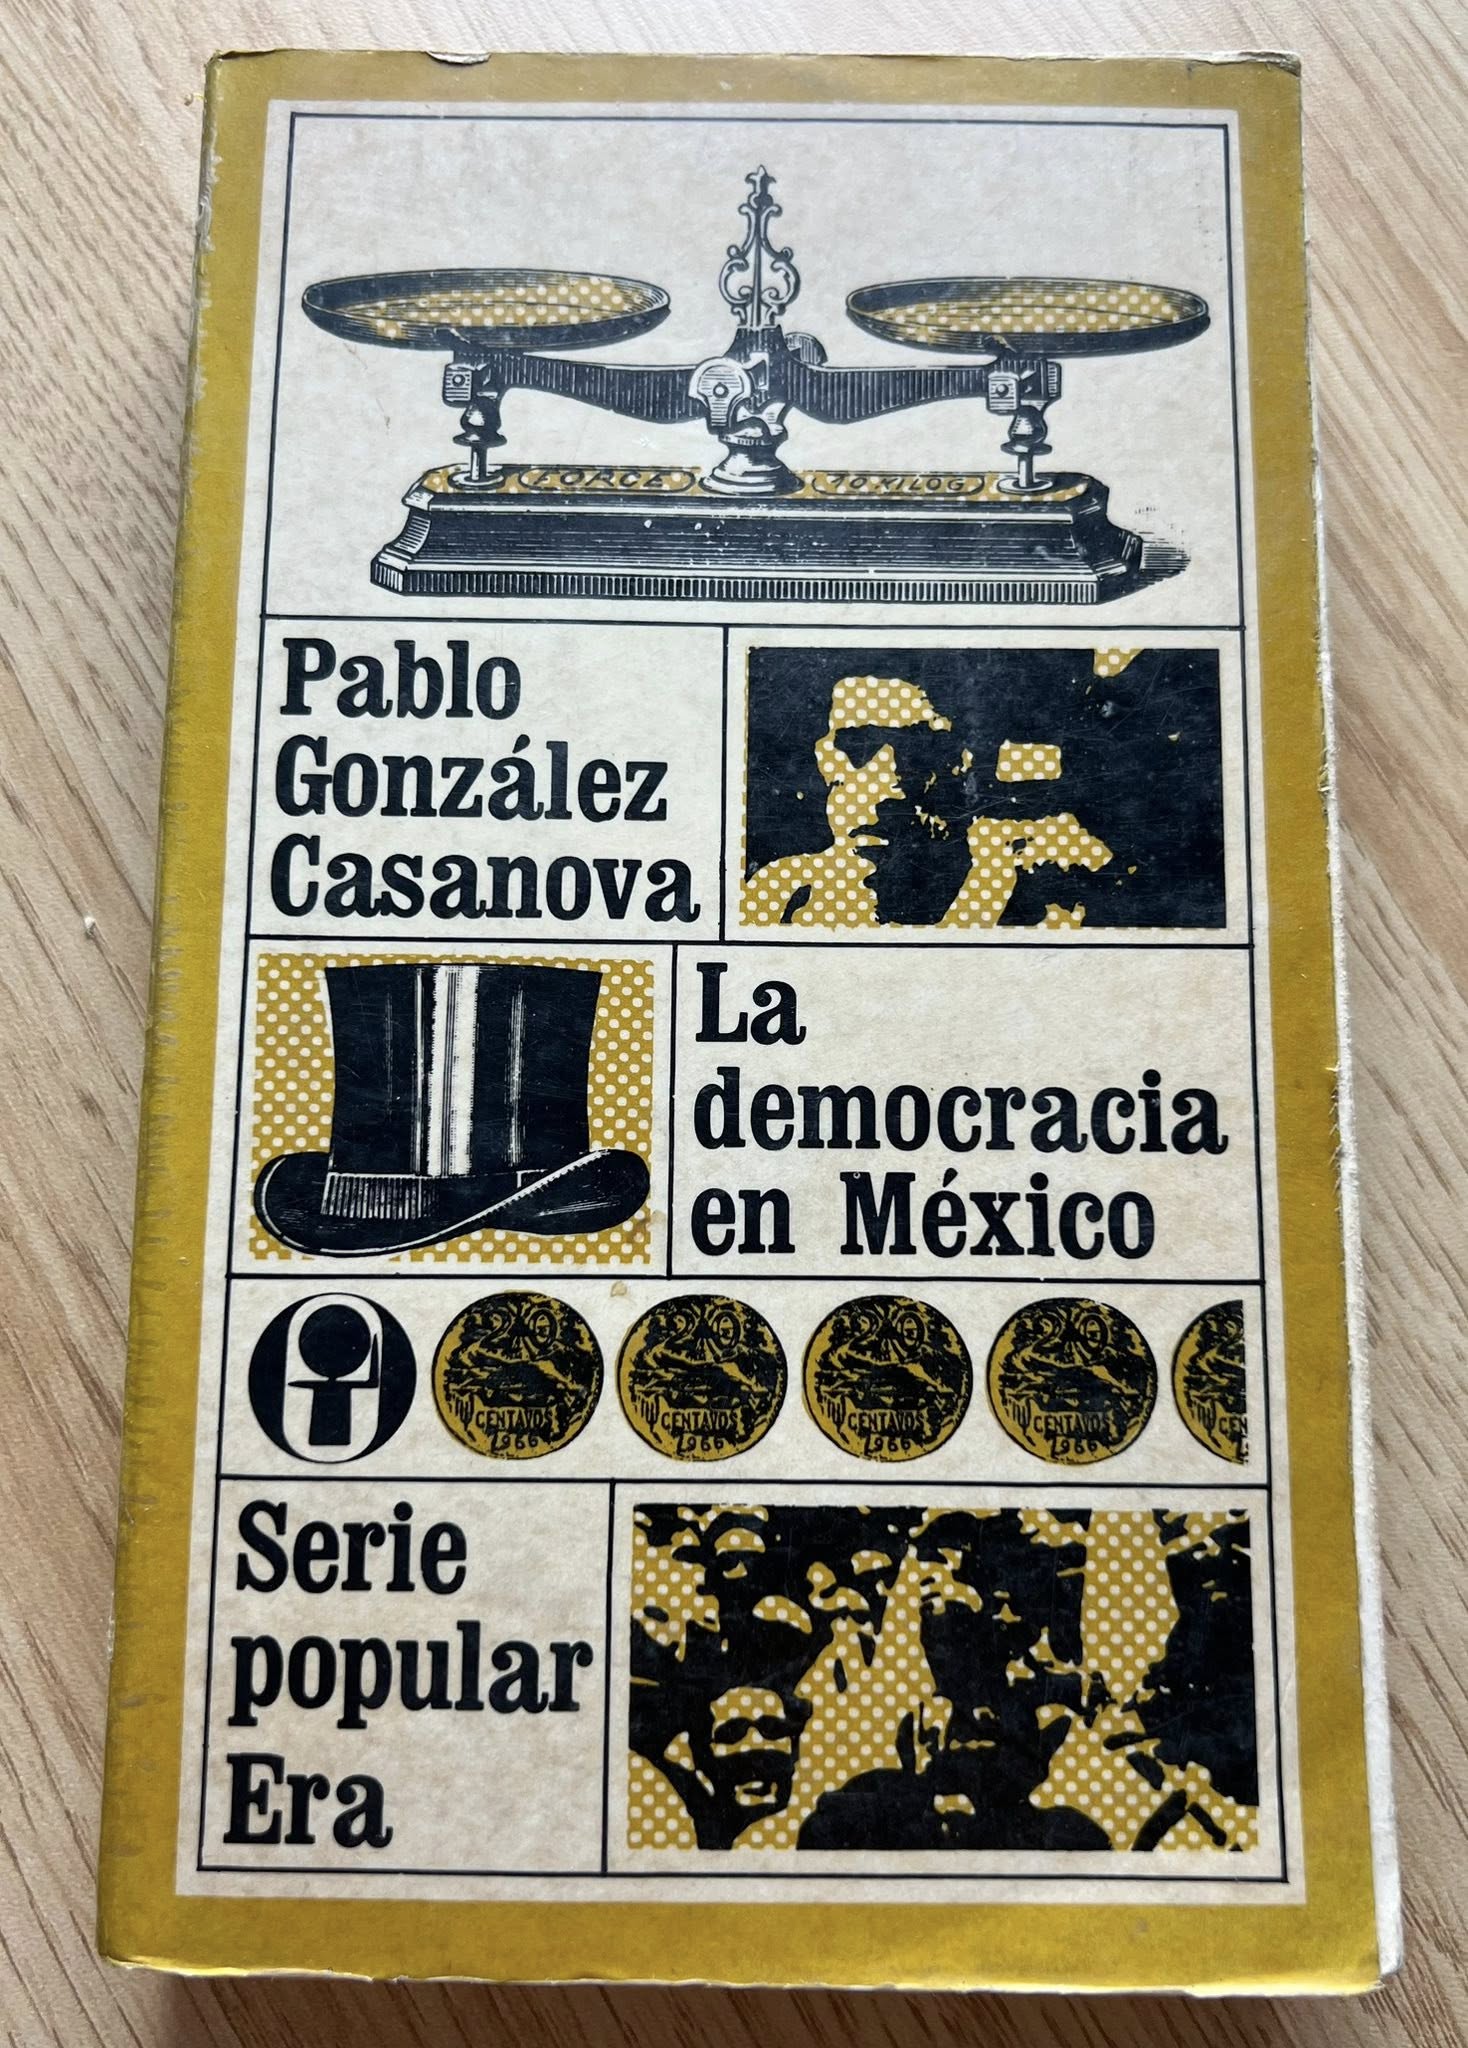 FORCE 10 KILOG
Pablo
González
Casanova
La
democracia
en México
20 20 20 20
CENTAVOS CENTAVOS CENTAVOS CENTAVOS CEN
1966 1966 1966 1966
Serie
popular
Era